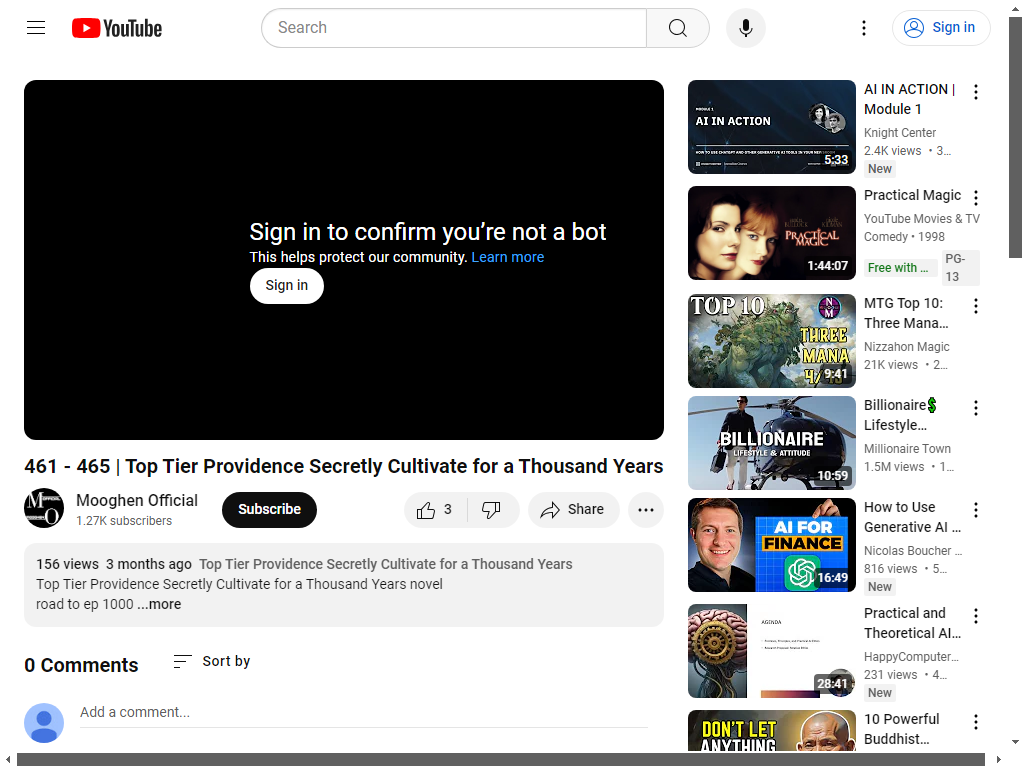 YouTube
Search
Sign in
Sign in to confirm you’re not a bot
This helps protect our community. Learn more
Sign in
461 - 465 | Top Tier Providence Secretly Cultivate for a Thousand Years
Mooghen Official
1.27K subscribers
Subscribe
3
Share
156 views 3 months ago Top Tier Providence Secretly Cultivate for a Thousand Years
Top Tier Providence Secretly Cultivate for a Thousand Years novel
road to ep 1000 ...more
0 Comments
Sort by
Add a comment...
MODULE 1
AI IN ACTION
5:33
AI IN ACTION |
Module 1
Knight Center
2.4K views • 3…
New
PRACTICAL
MAGIC
1:44:07
Practical Magic
YouTube Movies & TV
Comedy • 1998
Free with …
PG-
13
TOP 10
N
M
THREE
MANA
4/4S
9:41
MTG Top 10:
Three Mana…
Nizzahon Magic
21K views • 2…
BILLIONAIRE
LIFESTYLE & ATTITUDE
10:59
Billionaire💲
Lifestyle…
Millionaire Town
1.5M views • 1…
AI FOR
FINANCE
16:49
How to Use
Generative AI …
Nicolas Boucher …
816 views • 5…
New
AGENDA
28:41
Practical and
Theoretical AI…
HappyComputer…
231 views • 4…
New
DON'T LET
ANYTHING
10 Powerful
Buddhist…